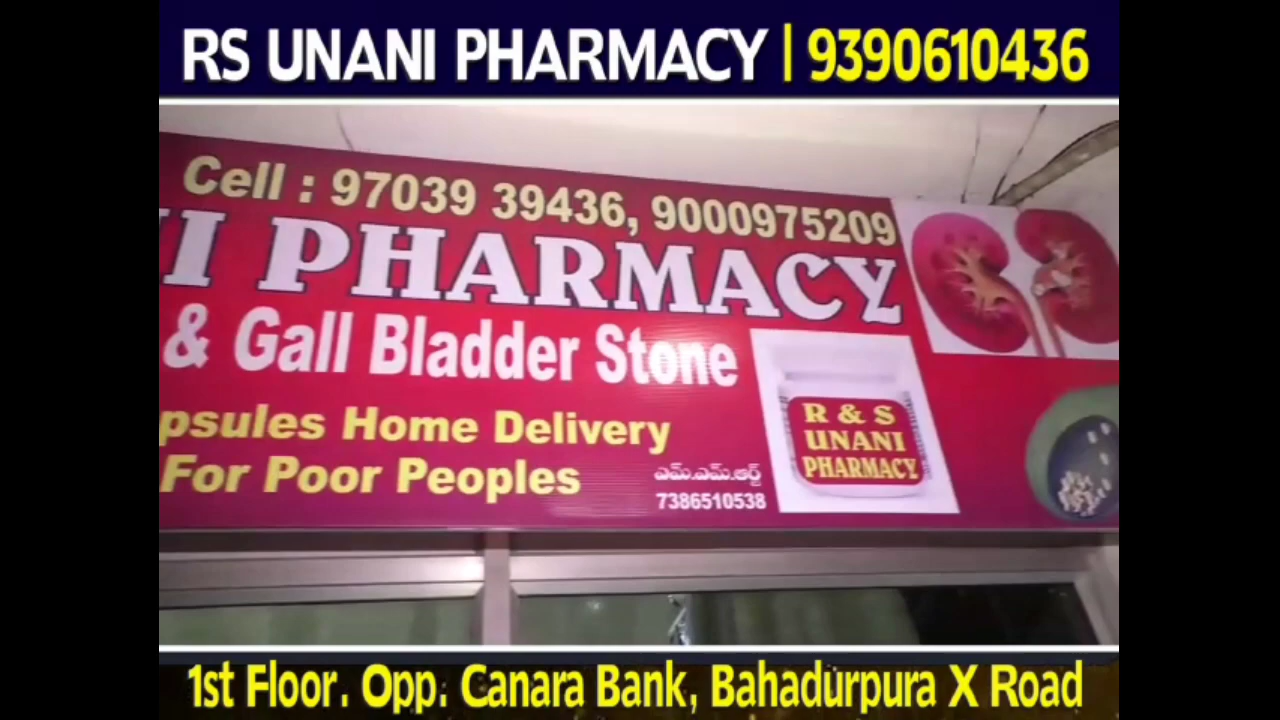 RS UNANI PHARMACY | 9390610436
Cell : 97039 39436, 9000975209
I PHARMACY
& Gall Bladder Stone
psules Home Delivery
For Poor Peoples
ఎమ్.ఎమ్.ఆర్ట్
7386510538
R & S
UNANI
PHARMACY
1st Floor. Opp. Canara Bank, Bahadurpura X Road